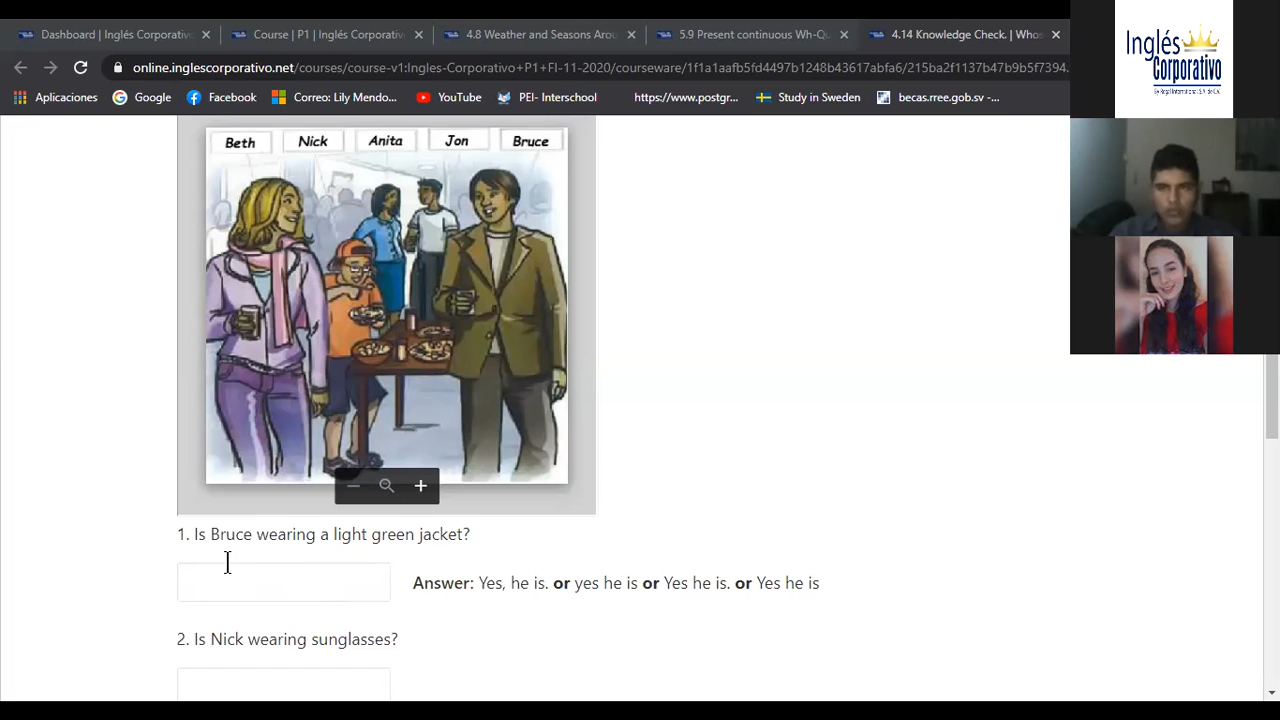 Dashboard | Inglés Corporativo
Course | P1 | Inglés Corporativo
4.8 Weather and Seasons Arou
5.9 Present continuous Wh-Qu
4.14 Knowledge Check. | Whos
online.inglescorporativo.net/courses/course-v1:Ingles-Corporativo+P1+FI-11-2020/courseware/1f1a1aafb5fd4497b1248b43617abfa6/215ba2f1137b47b9b5f7394.
Aplicaciones
Google
Facebook
Correo: Lily Mendo...
YouT
PEI- Interschool
https://www.postgr...
Study in Sweden
becas.rree.gob.sv –...
Inglés
Corporativo
Beth
Nick
Anita
Jon
Bruce
1. Is Bruce wearing a light green jacket?
Answer: Yes, he is. or yes he is or Yes he is. or Yes he is
2. Is Nick wearing sunglasses?